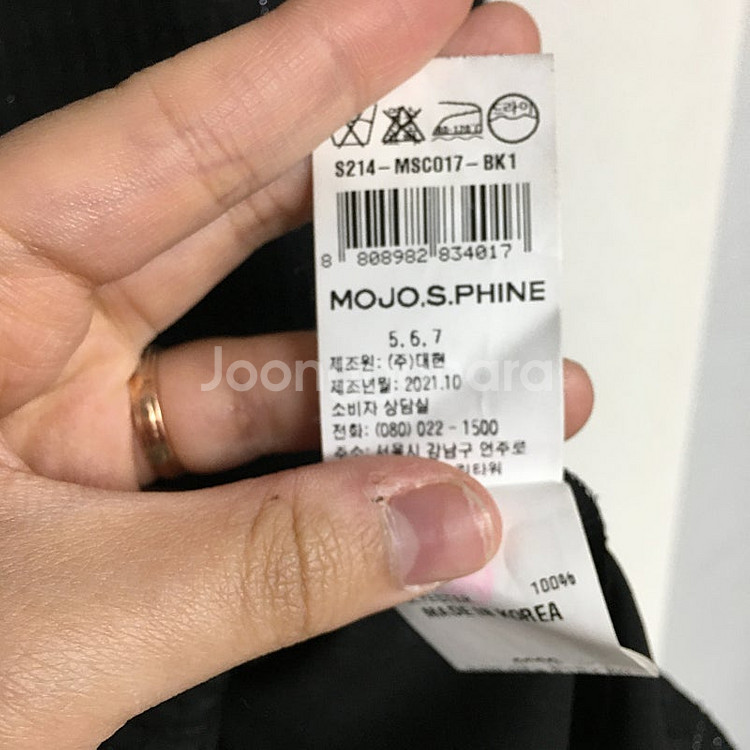 80-120℃
드라이
S214-MSC017-BK1
8 808982 834017
MOJO.S.PHINE
5.6.7
제조원: (주)대현
제조년월: 2021.10
소비자 상담실
전화: (080) 022-1500
주소: 서울시 강남구 언주로
100%
MADE IN KOREA